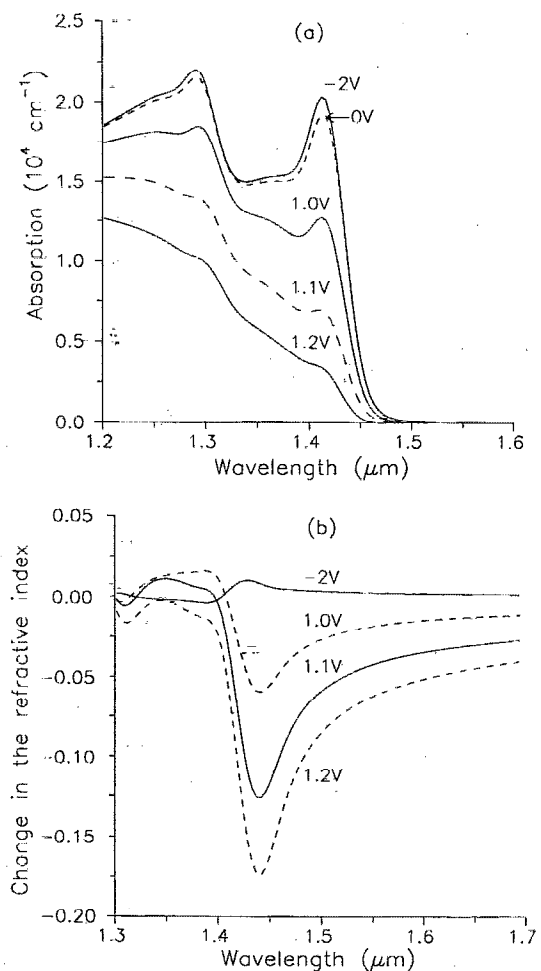 (a)
2.5
2.0
1.5
1.0
0.5
0.0
Absorption (10⁴ cm⁻¹)
−2V
0V
1.0V
1.1V
1.2V
1.2 1.3 1.4 1.5 1.6
Wavelength (μm)
(b)
0.05
0.00
−0.05
−0.10
−0.15
−0.20
Change in the refractive index
−2V
1.0V
1.1V
1.2V
1.3 1.4 1.5 1.6 1.7
Wavelength (μm)